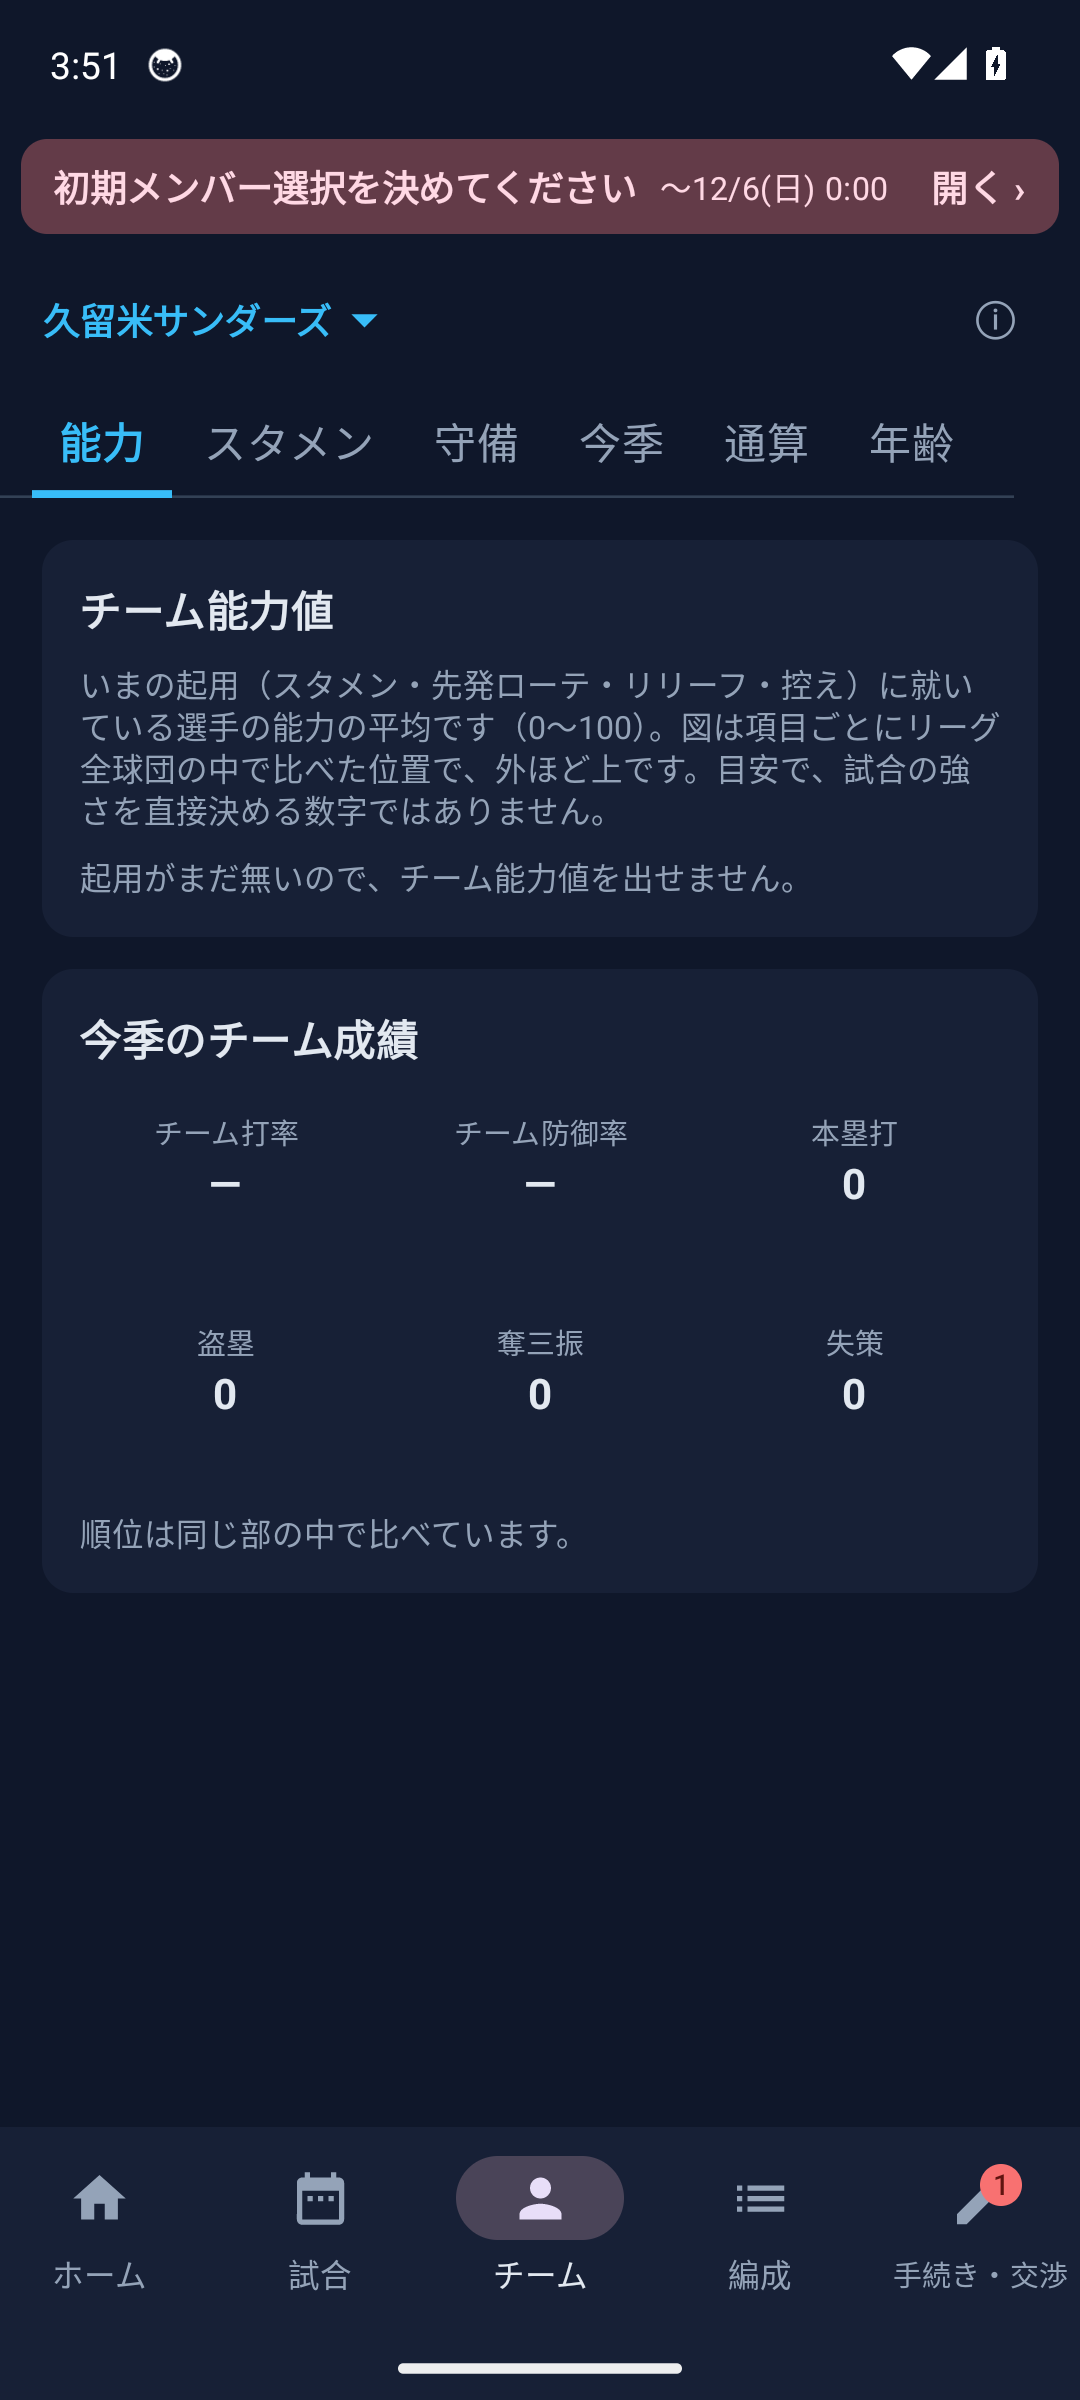 3:51
初期メンバー選択を決めてください ～12/6(日) 0:00 開く ›
久留米サンダーズ
能力 スタメン 守備 今季 通算 年齢
チーム能力値
いまの起用（スタメン・先発ローテ・リリーフ・控え）に就い
ている選手の能力の平均です（0〜100）。図は項目ごとにリーグ
全球団の中で比べた位置で、外ほど上です。目安で、試合の強
さを直接決める数字ではありません。
起用がまだ無いので、チーム能力値を出せません。
今季のチーム成績
チーム打率 チーム防御率 本塁打
— — 0
盗塁 奪三振 失策
0 0 0
順位は同じ部の中で比べています。
1
ホーム 試合 チーム 編成 手続き・交渉